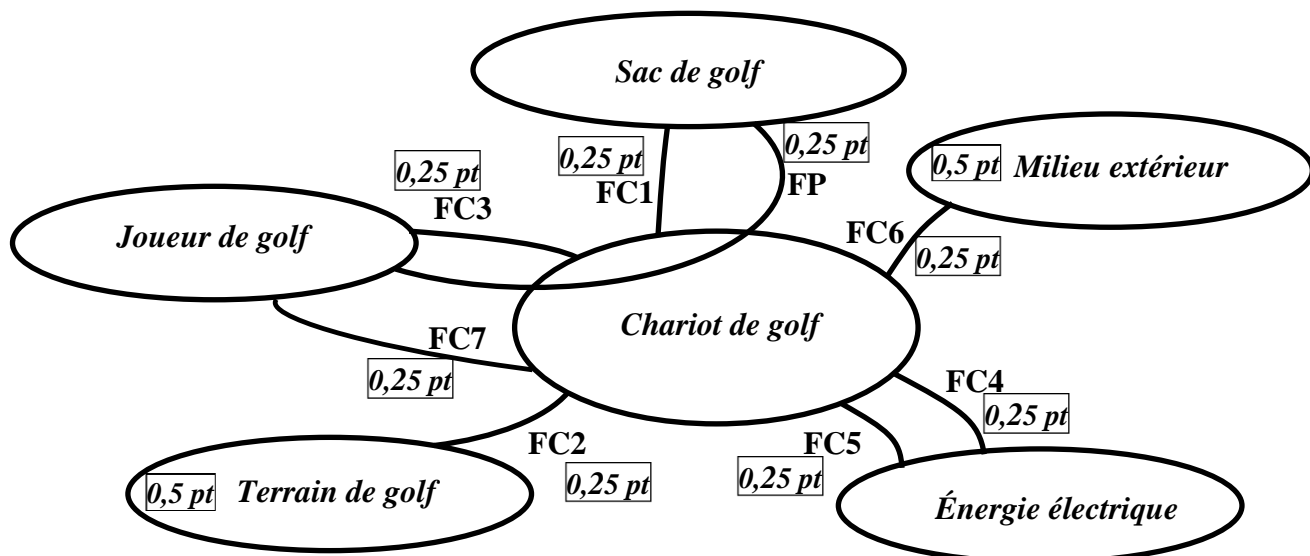 Sac de golf
0,25 pt
FC1
0,25 pt
FP
0,5 pt Milieu extérieur
0,25 pt
FC3
Joueur de golf
FC6
0,25 pt
Chariot de golf
FC7
0,25 pt
FC4
0,25 pt
FC2
0,25 pt
FC5
0,25 pt
0,5 pt Terrain de golf
Énergie électrique